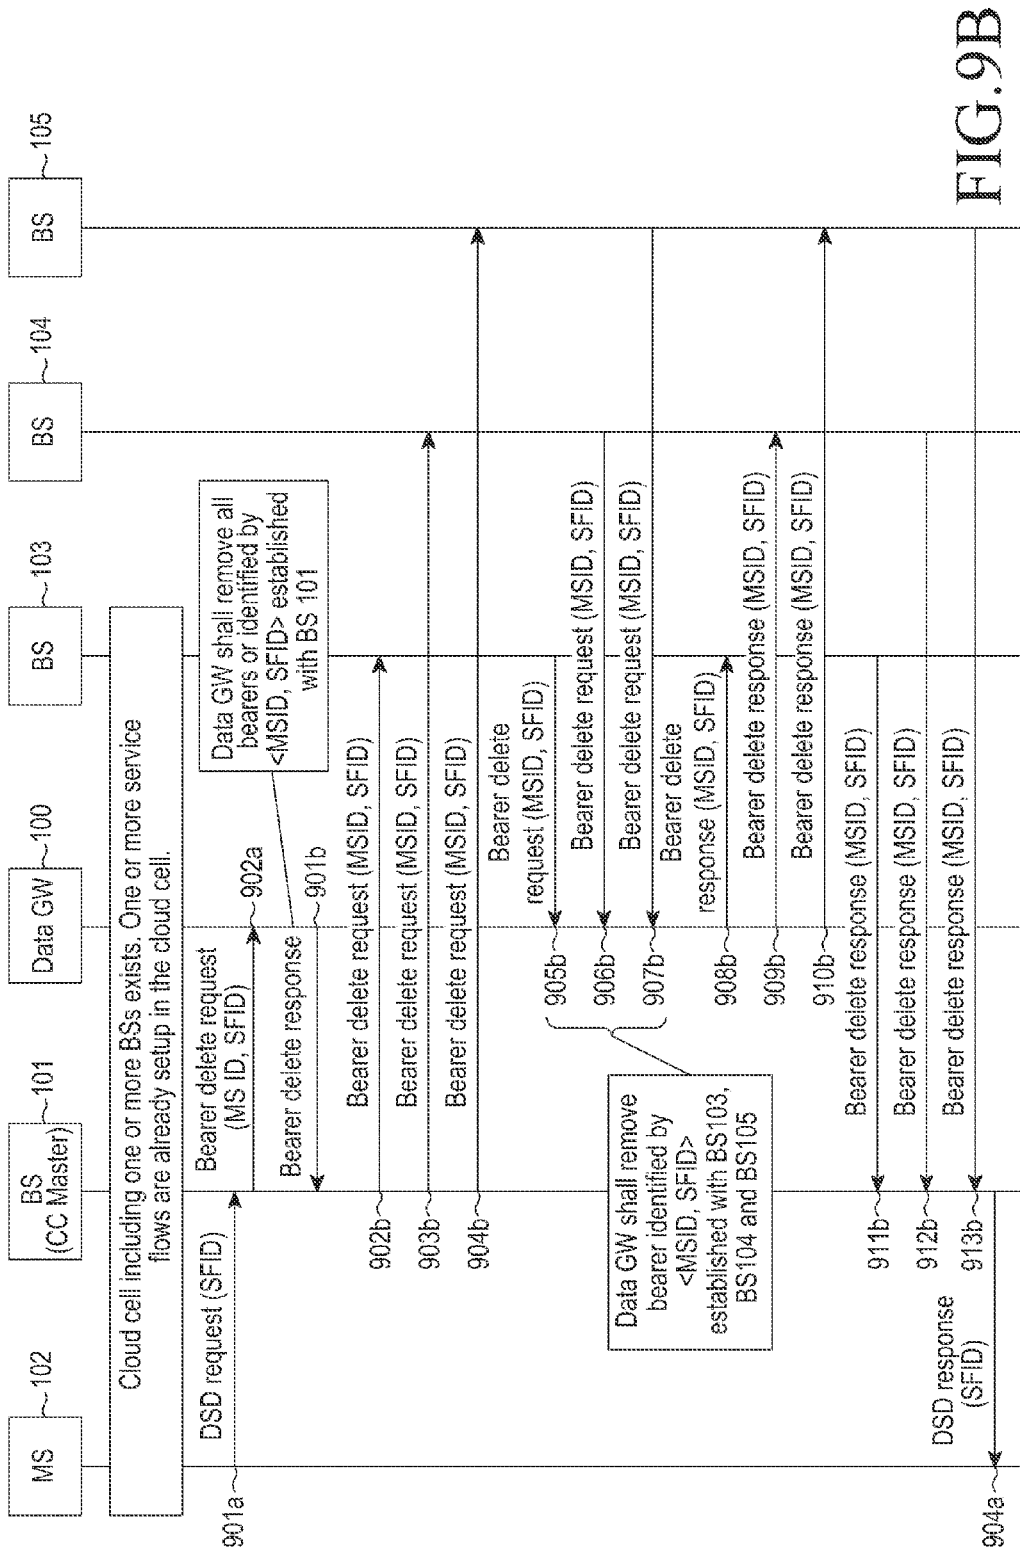 MS
102
BS
(CC Master)
101
Data GW
100
BS
103
BS
104
BS
105
Cloud cell including one or more BSs exists. One or more service
flows are already setup in the cloud cell.
901a
DSD request (SFID)
Bearer delete request
(MS ID, SFID)
902a
Data GW shall remove all
bearers or identified by
<MSID, SFID> established
with BS 101
Bearer delete response
901b
902b
Bearer delete request (MSID, SFID)
903b
Bearer delete request (MSID, SFID)
904b
Bearer delete request (MSID, SFID)
Bearer delete
request (MSID, SFID)
905b
Bearer delete request (MSID, SFID)
906b
Bearer delete request (MSID, SFID)
907b
Data GW shall remove
bearer identified by
<MSID, SFID>
established with BS103,
BS104 and BS105
Bearer delete
response (MSID, SFID)
908b
Bearer delete response (MSID, SFID)
909b
Bearer delete response (MSID, SFID)
910b
Bearer delete response (MSID, SFID)
911b
Bearer delete response (MSID, SFID)
912b
Bearer delete response (MSID, SFID)
913b
DSD response
(SFID)
904a
FIG.9B